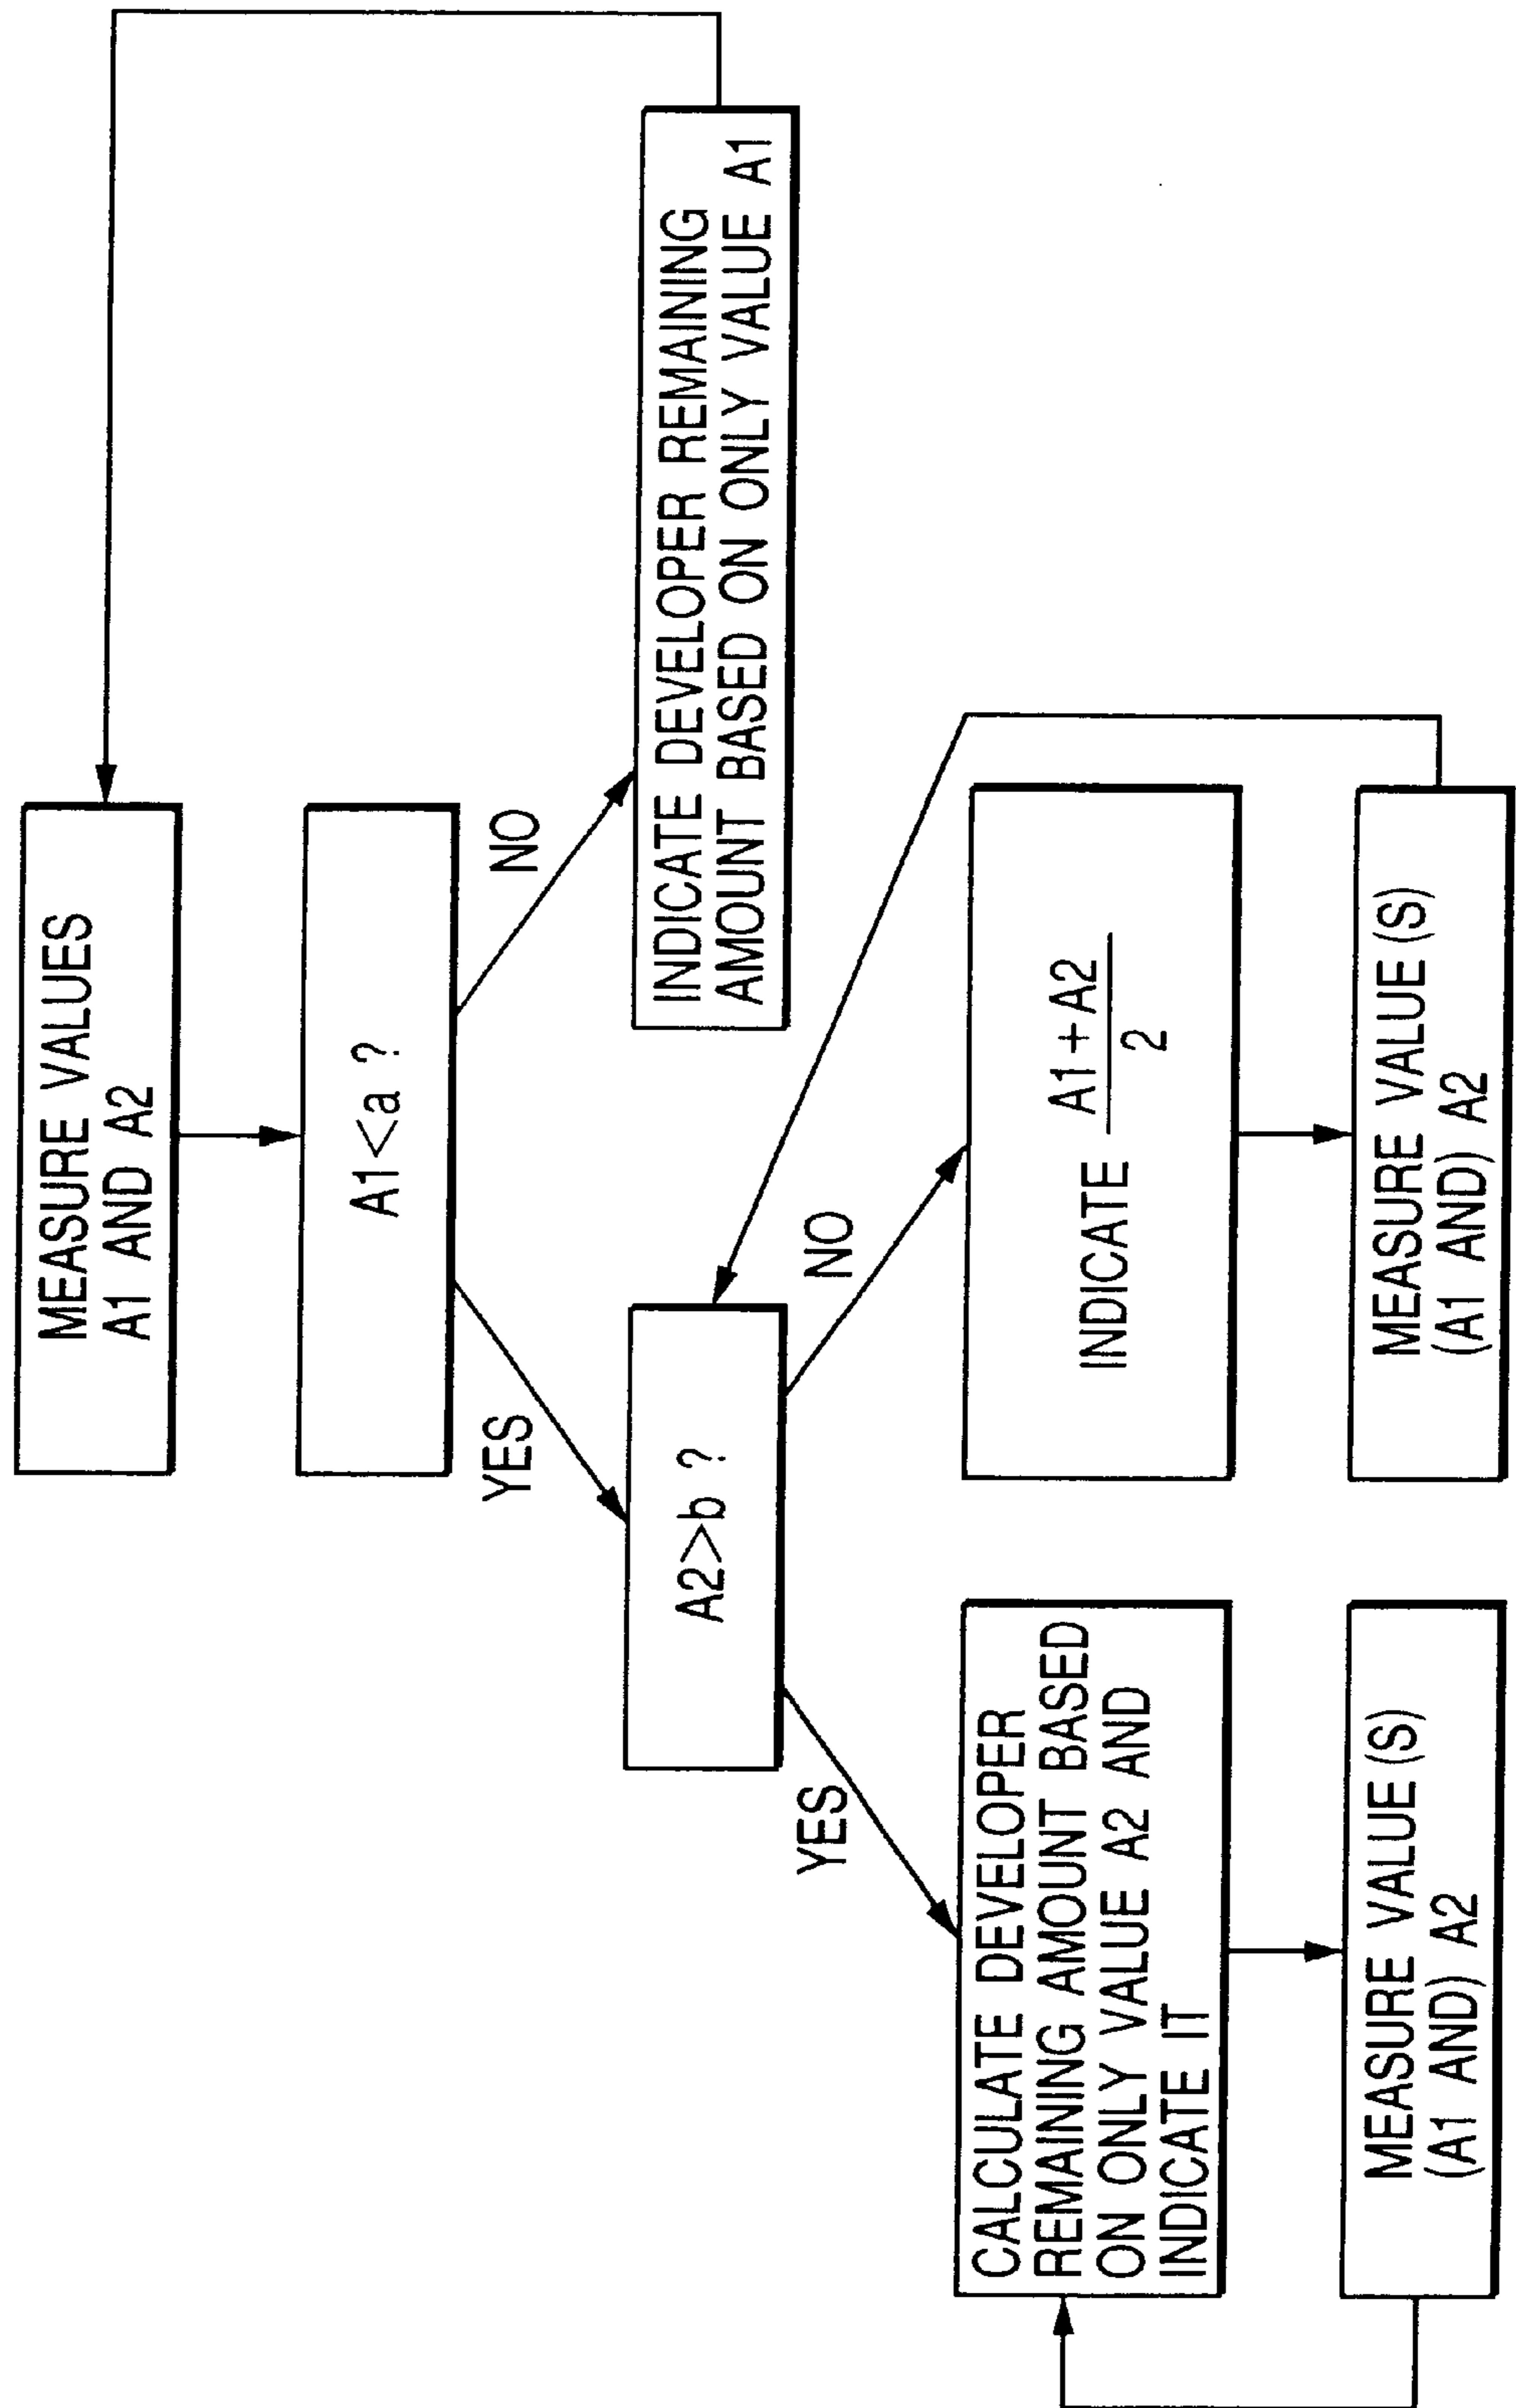 MEASURE VALUES
A1 AND A2
A1<a ?
YES
NO
A2>b ?
INDICATE DEVELOPER REMAINING
AMOUNT BASED ON ONLY VALUE A1
YES
NO
CALCULATE DEVELOPER
REMAINING AMOUNT BASED
ON ONLY VALUE A2 AND
INDICATE IT
INDICATE A1+A2
2
MEASURE VALUE (S)
(A1 AND) A2
MEASURE VALUE (S)
(A1 AND) A2